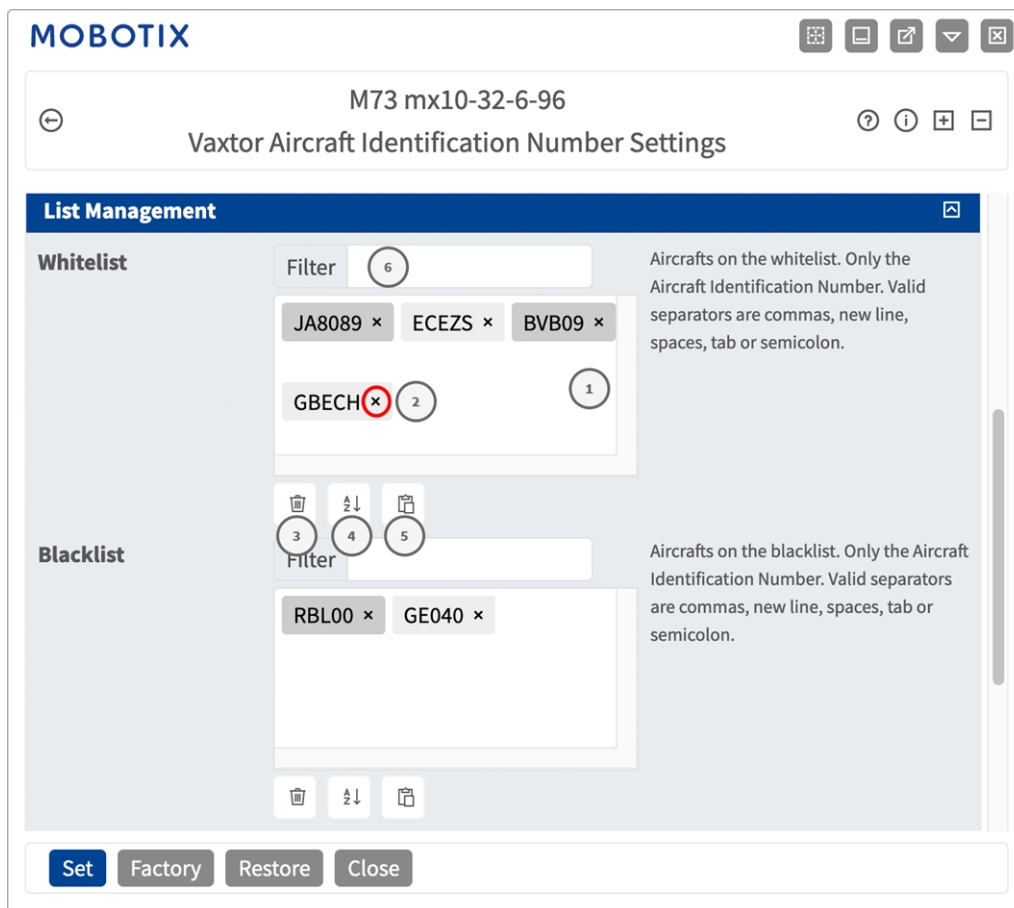 MOBOTIX
M73 mx10-32-6-96
Vaxtor Aircraft Identification Number Settings
List Management
Whitelist
Filter
6
Aircrafts on the whitelist. Only the
Aircraft Identification Number. Valid
separators are commas, new line,
spaces, tab or semicolon.
JA8089 × ECEZS × BVB09 ×
1
GBECH × 2
3 4 5
Blacklist
Filter
Aircrafts on the blacklist. Only the Aircraft
Identification Number. Valid separators
are commas, new line, spaces, tab or
semicolon.
RBL00 × GE040 ×
Set Factory Restore Close